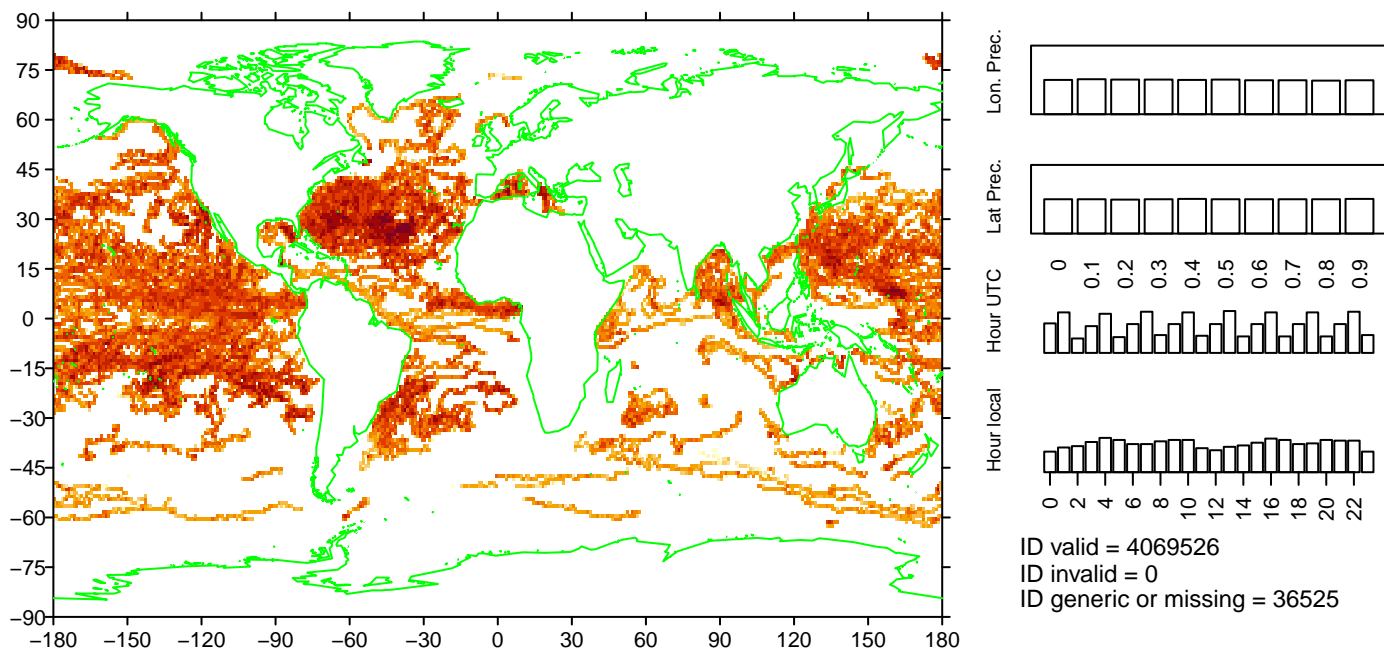 90
75
60
45
30
15
0
−15
−30
−45
−60
−75
−90
−180 −150 −120 −90 −60 −30 0 30 60 90 120 150 180
Lon. Prec.
Lat Prec.
0 0.1 0.2 0.3 0.4 0.5 0.6 0.7 0.8 0.9
Hour UTC
Hour local
0 2 4 6 8 10 12 14 16 18 20 22
ID valid = 4069526
ID invalid = 0
ID generic or missing = 36525